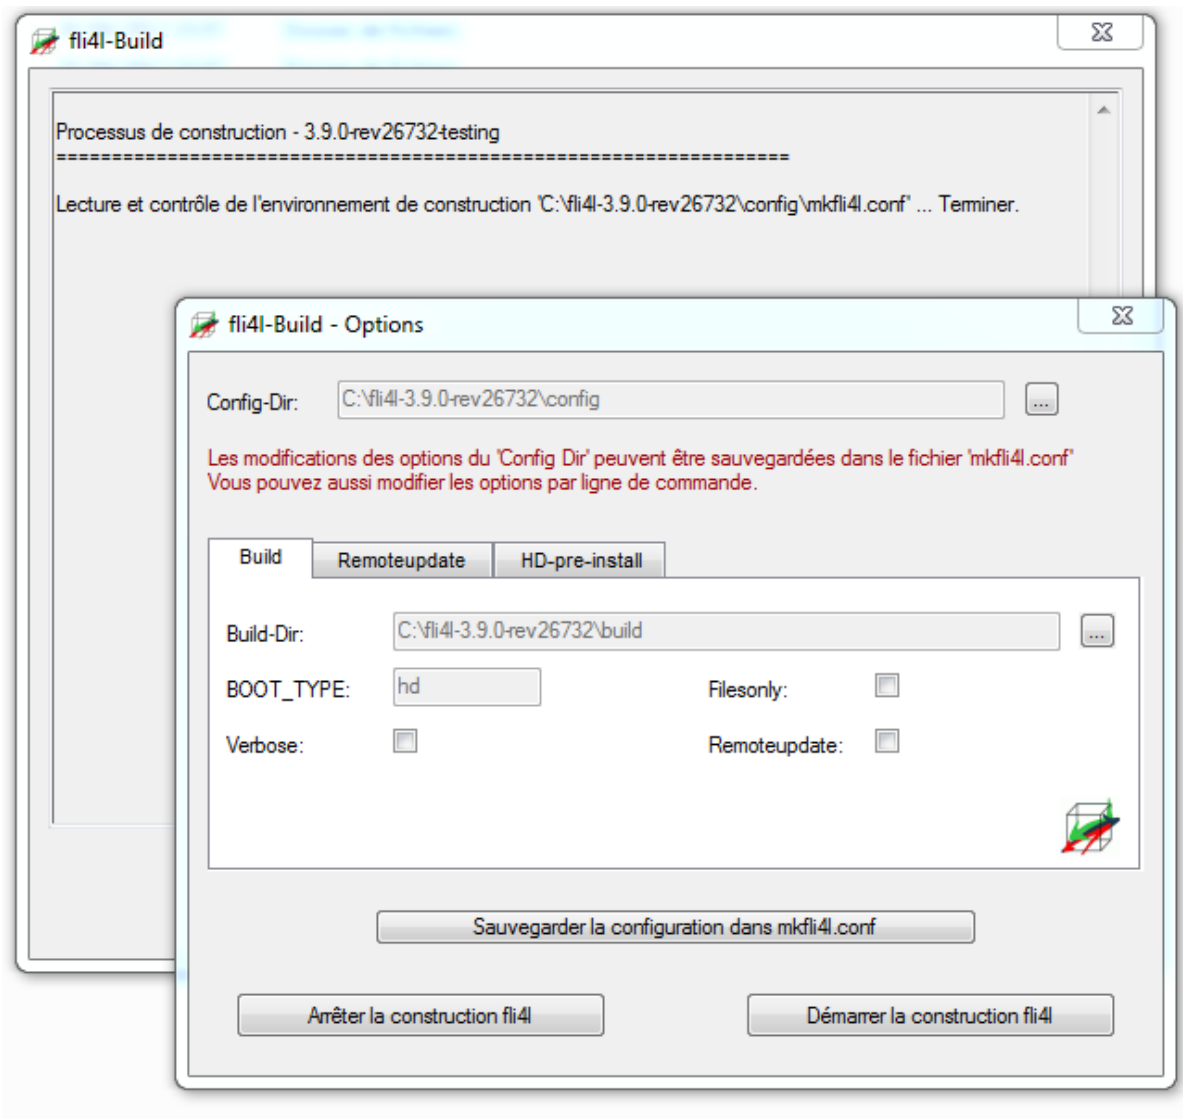 fli4l-Build
Processus de construction - 3.9.0-rev26732-testing
==================================================================
Lecture et contrôle de l'environnement de construction 'C:\fli4l-3.9.0-rev26732\config\mkfli4l.conf' ... Terminer.
fli4l-Build - Options
Config-Dir: C:\fli4l-3.9.0-rev26732\config ...
Les modifications des options du 'Config Dir' peuvent être sauvegardées dans le fichier 'mkfli4l.conf'
Vous pouvez aussi modifier les options par ligne de commande.
Build Remoteupdate HD-pre-install
Build-Dir: C:\fli4l-3.9.0-rev26732\build ...
BOOT_TYPE: hd Filesonly:
Verbose: Remoteupdate:
Sauvegarder la configuration dans mkfli4l.conf
Arrêter la construction fli4l Démarrer la construction fli4l